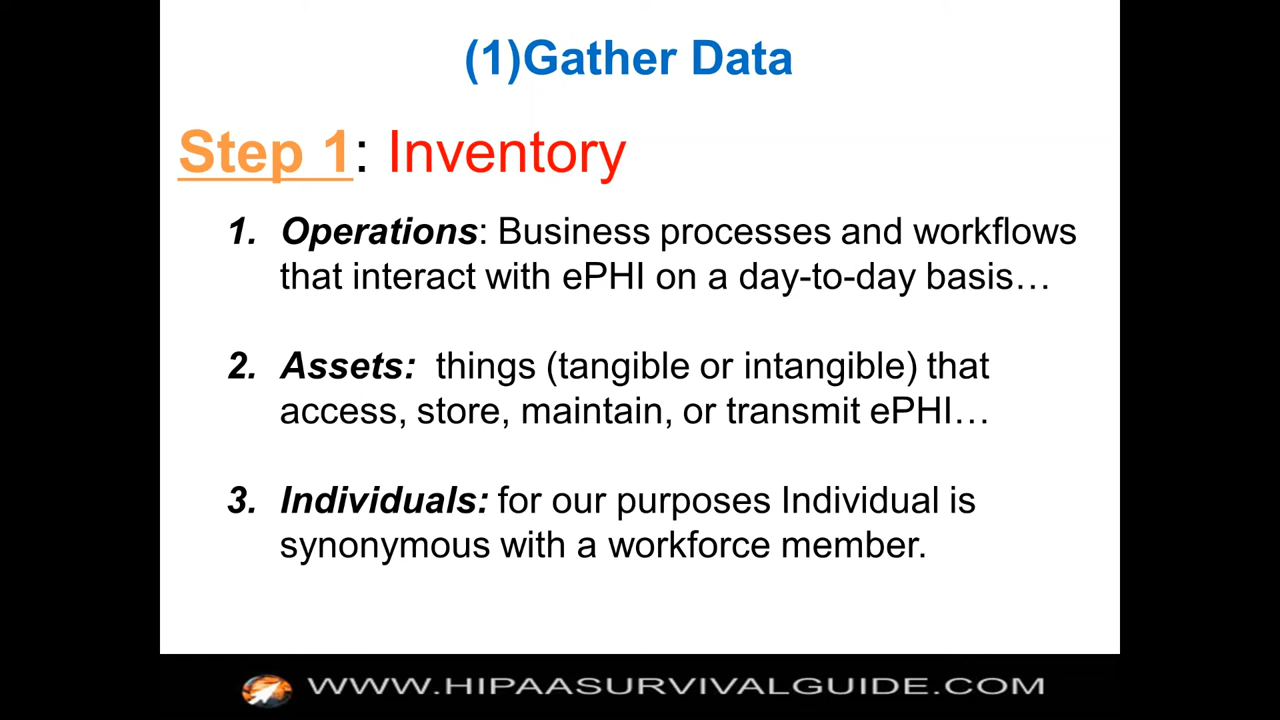 (1)Gather Data
Step 1: Inventory
1. Operations: Business processes and workflows
that interact with ePHI on a day-to-day basis…
2. Assets: things (tangible or intangible) that
access, store, maintain, or transmit ePHI…
3. Individuals: for our purposes Individual is
synonymous with a workforce member.
WWW.HIPAASURVIVALGUIDE.COM